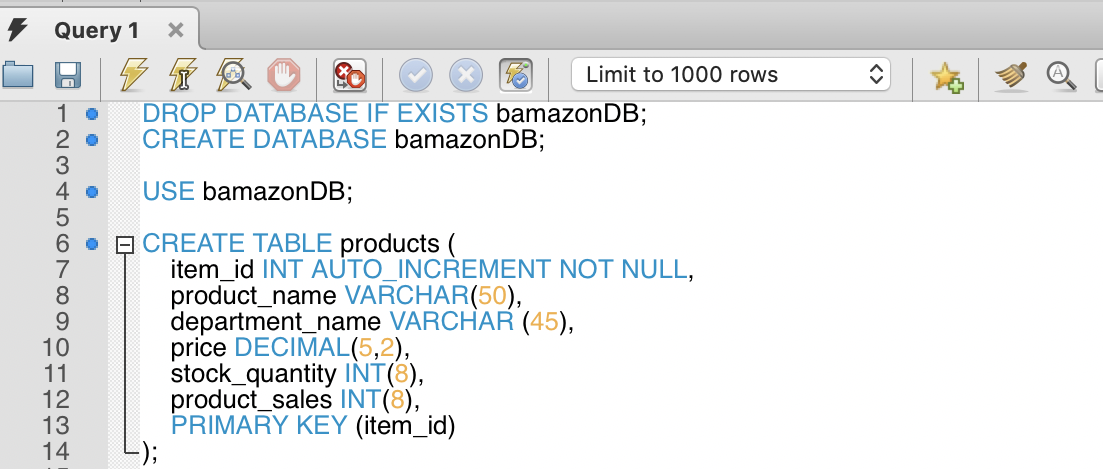 Query 1
Limit to 1000 rows
1 DROP DATABASE IF EXISTS bamazonDB;
2 CREATE DATABASE bamazonDB;
3
4 USE bamazonDB;
5
6 CREATE TABLE products (
7 item_id INT AUTO_INCREMENT NOT NULL,
8 product_name VARCHAR(50),
9 department_name VARCHAR (45),
10 price DECIMAL(5,2),
11 stock_quantity INT(8),
12 product_sales INT(8),
13 PRIMARY KEY (item_id)
14 );